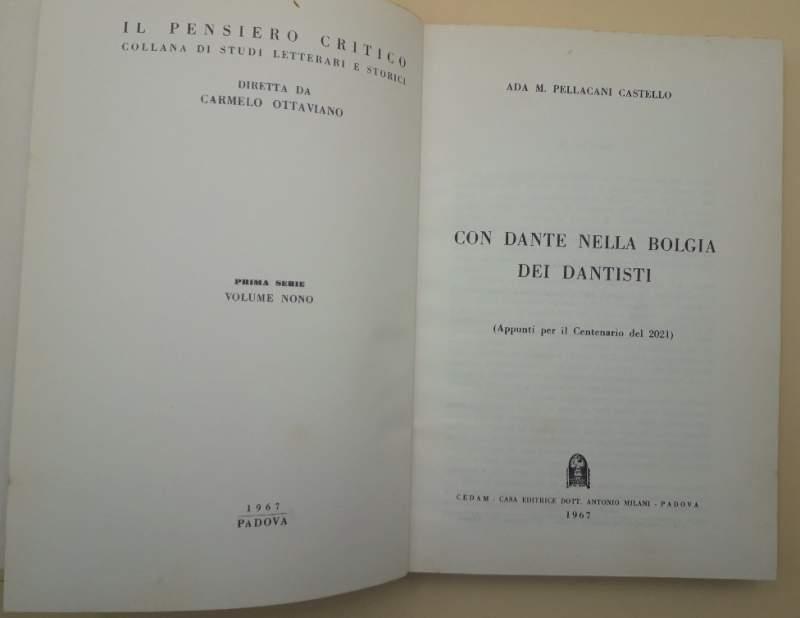 IL PENSIERO CRITICO
COLLANA DI STUDI LETTERARI E STORICI
DIRETTA DA
CARMELO OTTAVIANO
PRIMA SERIE
VOLUME NONO
1967
PADOVA
ADA M. PELLACANI CASTELLO
CON DANTE NELLA BOLGIA
DEI DANTISTI
(Appunti per il Centenario del 2021)
CEDAM - CASA EDITRICE DOTT. ANTONIO MILANI - PADOVA
1967